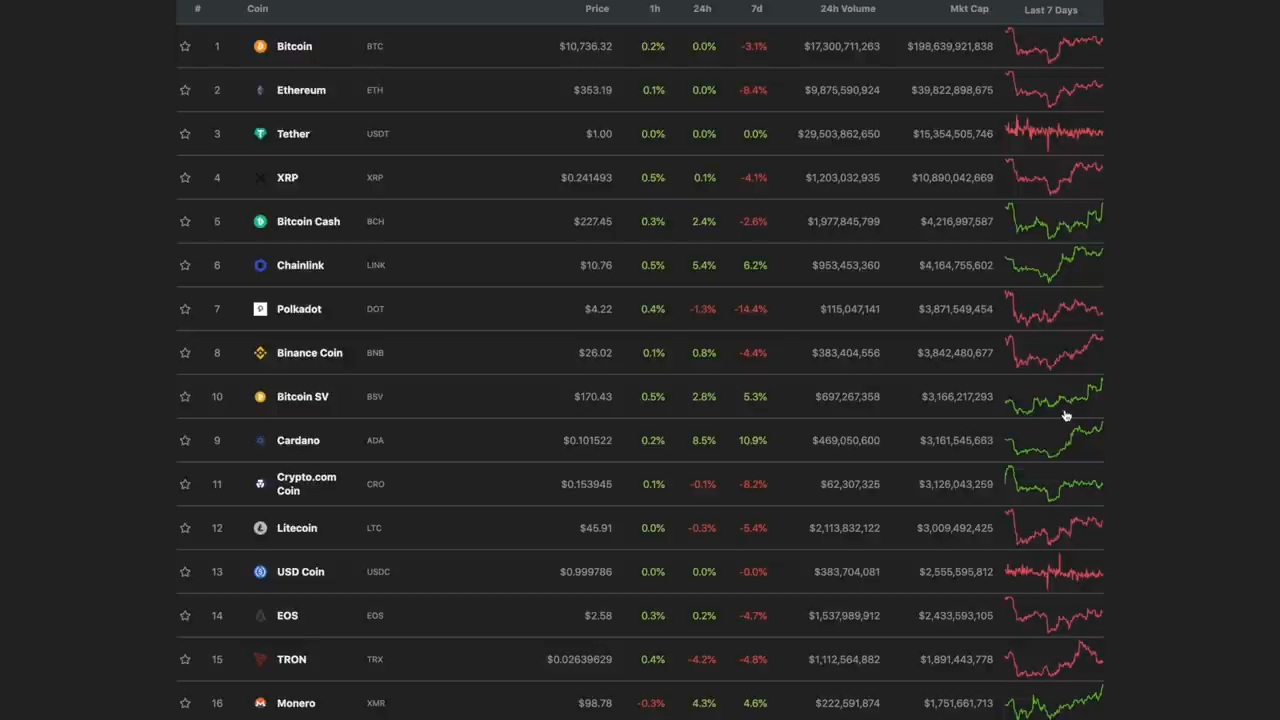 # Coin Price 1h 24h 7d 24h Volume Mkt Cap Last 7 Days
1 Bitcoin BTC $10,736.32 0.2% 0.0% -3.1% $17,300,711,263 $198,639,921,838
2 Ethereum ETH $353.19 0.1% 0.0% -8.4% $9,875,590,924 $39,822,898,675
3 Tether USDT $1.00 0.0% 0.0% 0.0% $29,503,862,650 $15,354,505,746
4 XRP XRP $0.241493 0.5% 0.1% -4.1% $1,203,032,935 $10,890,042,669
5 Bitcoin Cash BCH $227.45 0.3% 2.4% -2.6% $1,977,845,799 $4,216,997,587
6 Chainlink LINK $10.76 0.5% 5.4% 6.2% $953,453,360 $4,164,755,602
7 Polkadot DOT $4.22 0.4% -1.3% -14.4% $115,047,141 $3,871,549,454
8 Binance Coin BNB $26.02 0.1% 0.8% -4.4% $383,404,556 $3,842,480,677
10 Bitcoin SV BSV $170.43 0.5% 2.8% 5.3% $697,267,358 $3,166,217,293
9 Cardano ADA $0.101522 0.2% 8.5% 10.9% $469,050,600 $3,161,545,663
11 Crypto.com Coin CRO $0.153945 0.1% -0.1% -8.2% $62,307,325 $3,126,043,259
12 Litecoin LTC $45.91 0.0% -0.3% -5.4% $2,113,832,122 $3,009,492,425
13 USD Coin USDC $0.999786 0.0% 0.0% -0.0% $383,704,081 $2,555,595,812
14 EOS EOS $2.58 0.3% 0.2% -4.7% $1,537,989,912 $2,433,593,105
15 TRON TRX $0.02639629 0.4% -4.2% -4.8% $1,112,564,882 $1,891,443,778
16 Monero XMR $98.78 -0.3% 4.3% 4.6% $222,591,874 $1,751,661,713